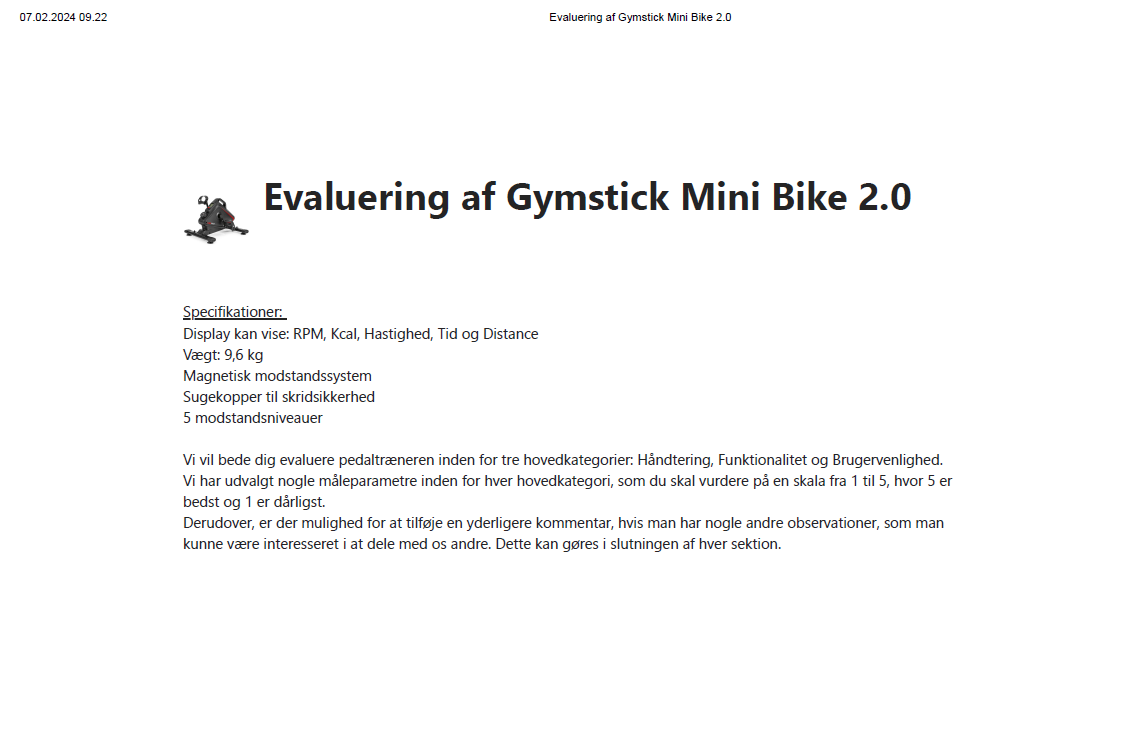 07.02.2024 09.22
Evaluering af Gymstick Mini Bike 2.0
Evaluering af Gymstick Mini Bike 2.0
Specifikationer:
Display kan vise: RPM, Kcal, Hastighed, Tid og Distance
Vægt: 9,6 kg
Magnetisk modstandssystem
Sugekopper til skridsikkerhed
5 modstandsniveauer
Vi vil bede dig evaluere pedaltræneren inden for tre hovedkategorier: Håndtering, Funktionalitet og Brugervenlighed.
Vi har udvalgt nogle måleparametre inden for hver hovedkategori, som du skal vurdere på en skala fra 1 til 5, hvor 5 er
bedst og 1 er dårligst.
Derudover, er der mulighed for at tilføje en yderligere kommentar, hvis man har nogle andre observationer, som man
kunne være interesseret i at dele med os andre. Dette kan gøres i slutningen af hver sektion.